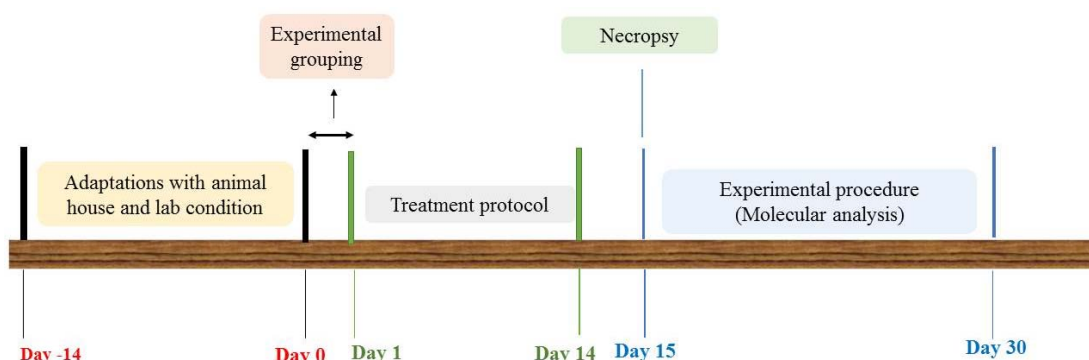 Experimental
grouping
Necropsy
Adaptations with animal
house and lab condition
Treatment protocol
Experimental procedure
(Molecular analysis)
Day -14
Day 0
Day 1
Day 14
Day 15
Day 30